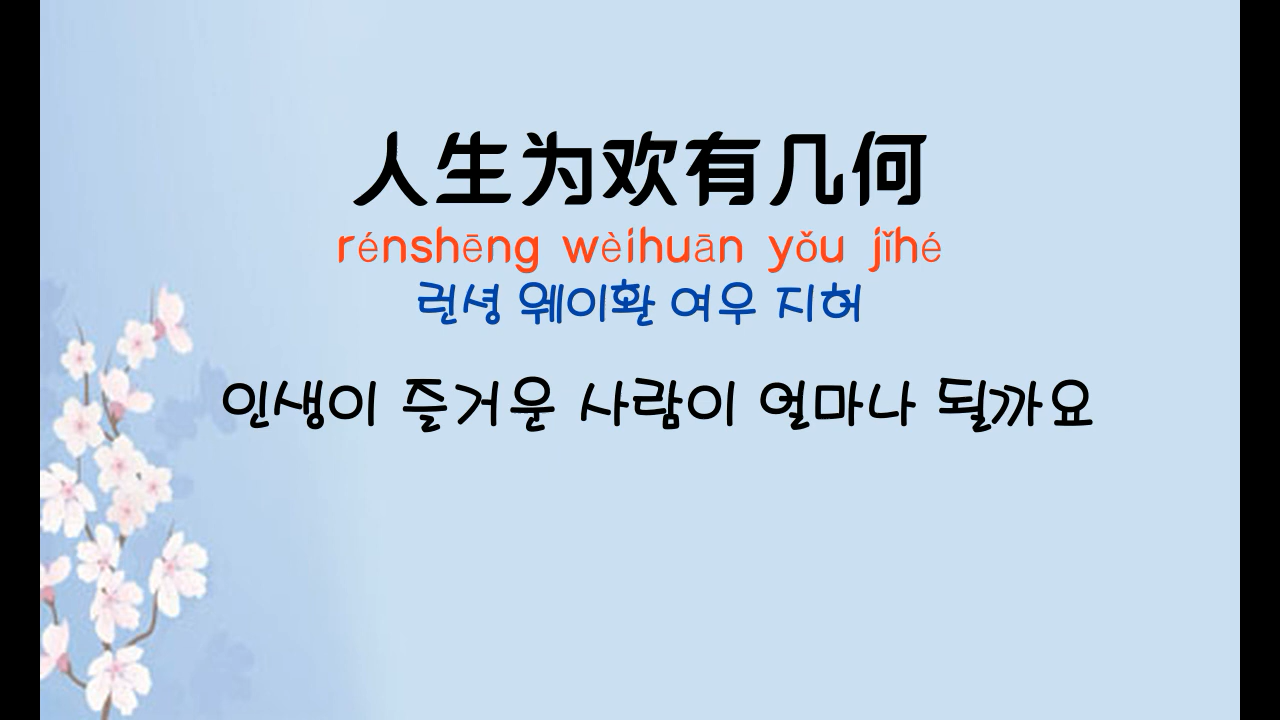 人生为欢有几何
rénshēng wèihuān yǒu jǐhé
런셩 웨이환 여우 지허
인생이 즐거운 사람이 얼마나 될까요